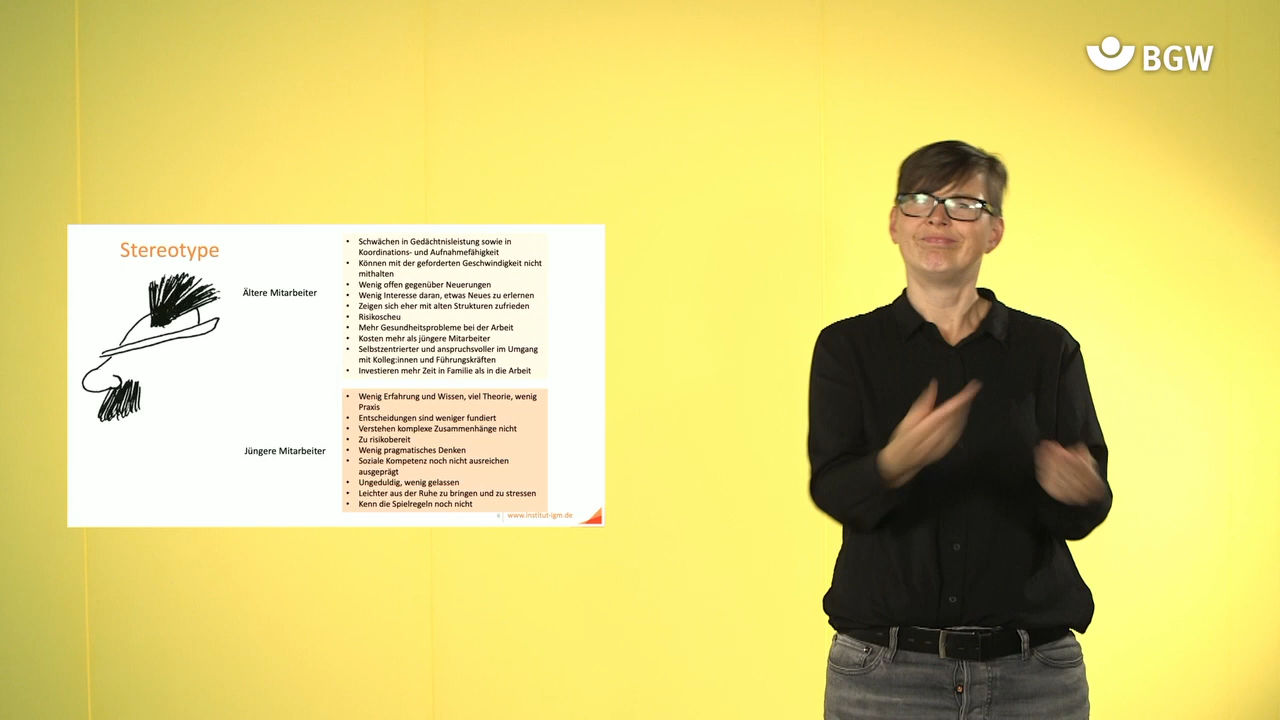 BGW
Stereotype
Ältere Mitarbeiter
• Schwächen in Gedächtnisleistung sowie in
Koordinations- und Aufnahmefähigkeit
• Können mit der geforderten Geschwindigkeit nicht
mithalten
• Wenig offen gegenüber Neuerungen
• Wenig Interesse daran, etwas Neues zu erlernen
• Zeigen sich eher mit alten Strukturen zufrieden
• Risikoscheu
• Mehr Gesundheitsprobleme bei der Arbeit
• Kosten mehr als jüngere Mitarbeiter
• Selbstzentrierter und anspruchsvoller im Umgang
mit Kolleg:innen und Führungskräften
• Investieren mehr Zeit in Familie als in die Arbeit
Jüngere Mitarbeiter
• Wenig Erfahrung und Wissen, viel Theorie, wenig
Praxis
• Entscheidungen sind weniger fundiert
• Verstehen komplexe Zusammenhänge nicht
• Zu risikobereit
• Wenig pragmatisches Denken
• Soziale Kompetenz noch nicht ausreichen
ausgeprägt
• Ungeduldig, wenig gelassen
• Leichter aus der Ruhe zu bringen und zu stressen
• Kenn die Spielregeln noch nicht
www.institut-igm.de